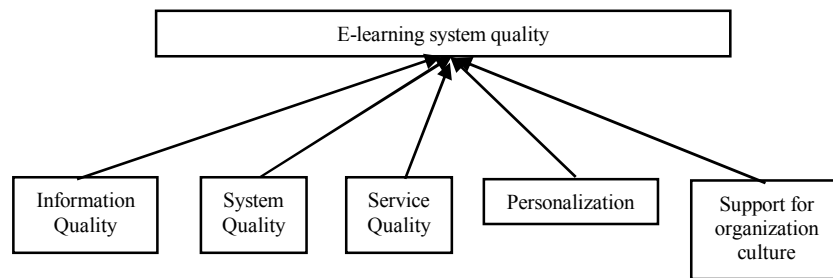 E-learning system quality
Information
Quality
System
Quality
Service
Quality
Personalization
Support for
organization
culture